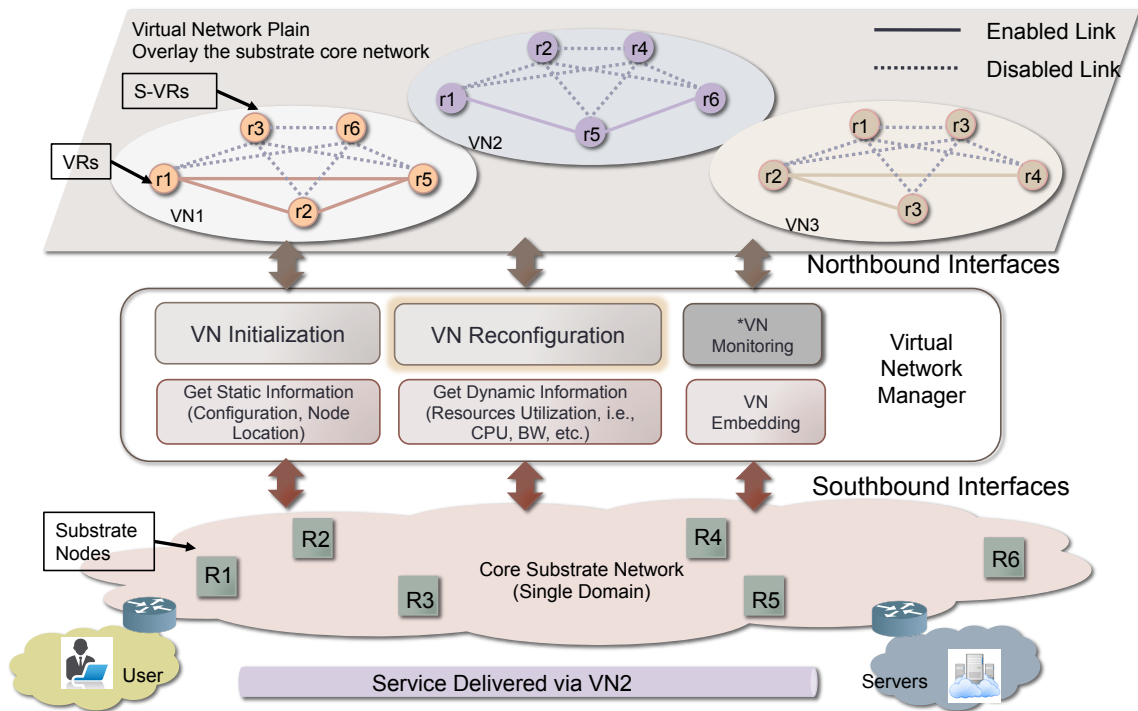 Virtual Network Plain
Overlay the substrate core network
Enabled Link
Disabled Link
S-VRs
VRs
r2
r4
r1
r6
r5
VN2
r3
r6
r1
r5
r2
VN1
r1
r3
r2
r4
r3
VN3
Northbound Interfaces
VN Initialization
VN Reconfiguration
*VN
Monitoring
Get Static Information
(Configuration, Node
Location)
Get Dynamic Information
(Resources Utilization, i.e.,
CPU, BW, etc.)
VN
Embedding
Virtual
Network
Manager
Southbound Interfaces
Substrate
Nodes
R1
R2
R3
R4
R5
R6
Core Substrate Network
(Single Domain)
User
Service Delivered via VN2
Servers